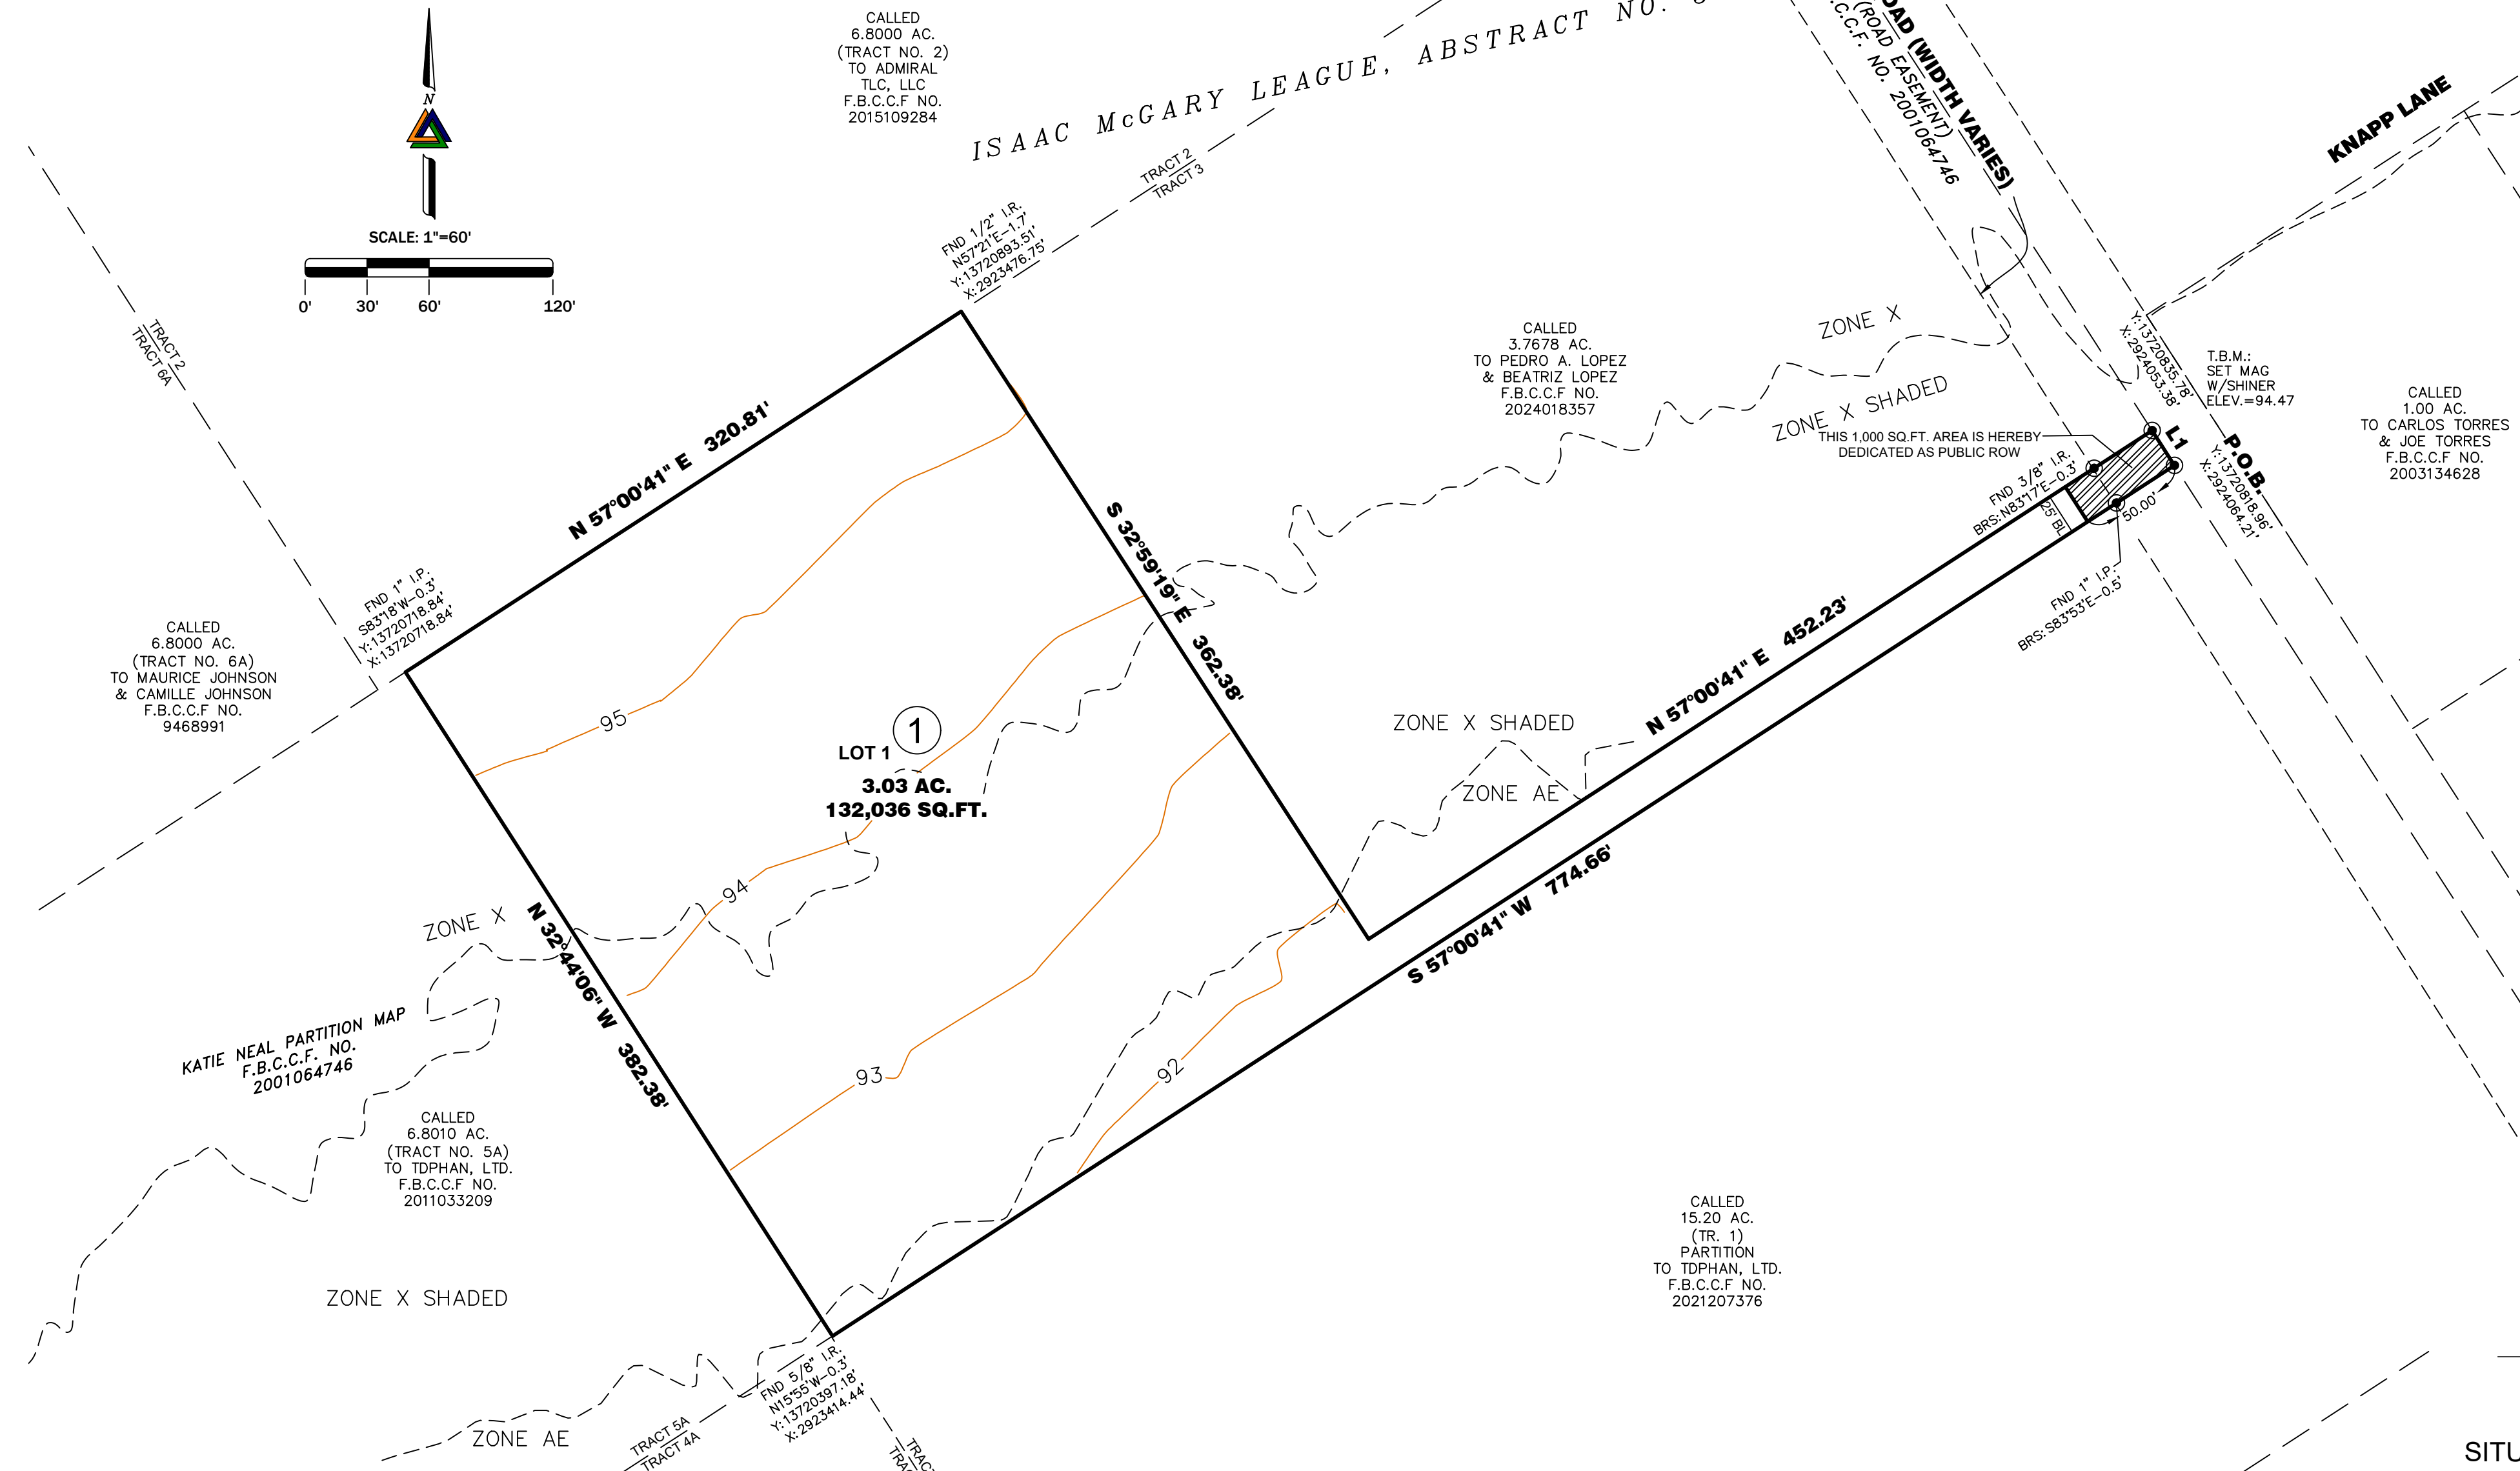 CALLED
6.8000 AC.
(TRACT NO. 2)
TO ADMIRAL
TLC, LLC
F.B.C.C.F NO.
2015109284
N
SCALE: 1"=60'
0' 30' 60' 120'
ISAAC McGARY LEAGUE, ABSTRACT NO.
TRACT 2
TRACT 3
OAD (WIDTH VARIES)
(ROAD EASEMENT)
.C.C.F. NO. 2001064746
KNAPP LANE
TRACT 2
TRACT 6A
FND 1/2" I.R.
N57°21'E-1.7'
Y:13720893.51'
X:2923476.75'
CALLED
3.7678 AC.
TO PEDRO A. LOPEZ
& BEATRIZ LOPEZ
F.B.C.C.F NO.
2024018357
ZONE X
ZONE X SHADED
Y:13720835.78'
X:2924053.38'
T.B.M.:
SET MAG
W/SHINER
ELEV.=94.47
CALLED
1.00 AC.
TO CARLOS TORRES
& JOE TORRES
F.B.C.C.F NO.
2003134628
THIS 1,000 SQ.FT. AREA IS HEREBY
DEDICATED AS PUBLIC ROW
L1
P.O.B.
Y:13720818.96'
X:2924064.21'
FND 3/8" I.R.
BRS: N83°17'E-0.3'
25' BL
50.00'
FND 1" I.P.
BRS: S83°53'E-0.5'
N 57°00'41" E 320.81'
S 32°59'19" E 362.38'
FND 1" I.P.
S83°18'W-0.3'
Y:13720718.84'
X:13720718.84'
CALLED
6.8000 AC.
(TRACT NO. 6A)
TO MAURICE JOHNSON
& CAMILLE JOHNSON
F.B.C.C.F NO.
9468991
95
1
LOT 1
3.03 AC.
132,036 SQ.FT.
94
93
92
ZONE X SHADED
ZONE AE
N 57°00'41" E 452.23'
S 57°00'41" W 774.66'
ZONE X
N 32°44'06" W 382.38'
KATIE NEAL PARTITION MAP
F.B.C.C.F. NO.
2001064746
CALLED
6.8010 AC.
(TRACT NO. 5A)
TO TDPHAN, LTD.
F.B.C.C.F NO.
2011033209
ZONE X SHADED
CALLED
15.20 AC.
(TR. 1)
PARTITION
TO TDPHAN, LTD.
F.B.C.C.F NO.
2021207376
FND 5/8" I.R.
N15°55'W-0.3'
Y:13720397.18'
X:2923414.44'
TRACT 5A
TRACT 4A
ZONE AE
SITU